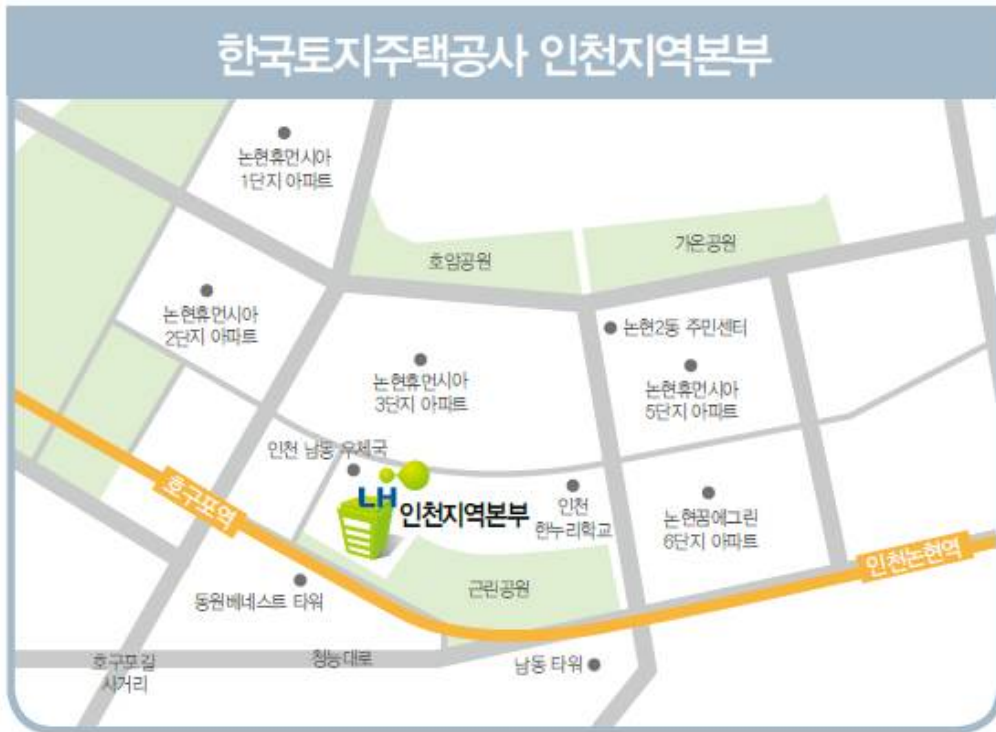 한국토지주택공사 인천지역본부
논현휴먼시아
1단지 아파트
호암공원
가온공원
논현휴먼시아
2단지 아파트
논현2동 주민센터
논현휴먼시아
3단지 아파트
논현휴먼시아
5단지 아파트
인천 남동 우체국
호구포역
LH
인천지역본부
인천
한누리학교
논현꿈에그린
6단지 아파트
인천논현역
근린공원
동원베네스트 타워
호구포길
사거리
청능대로
남동 타워